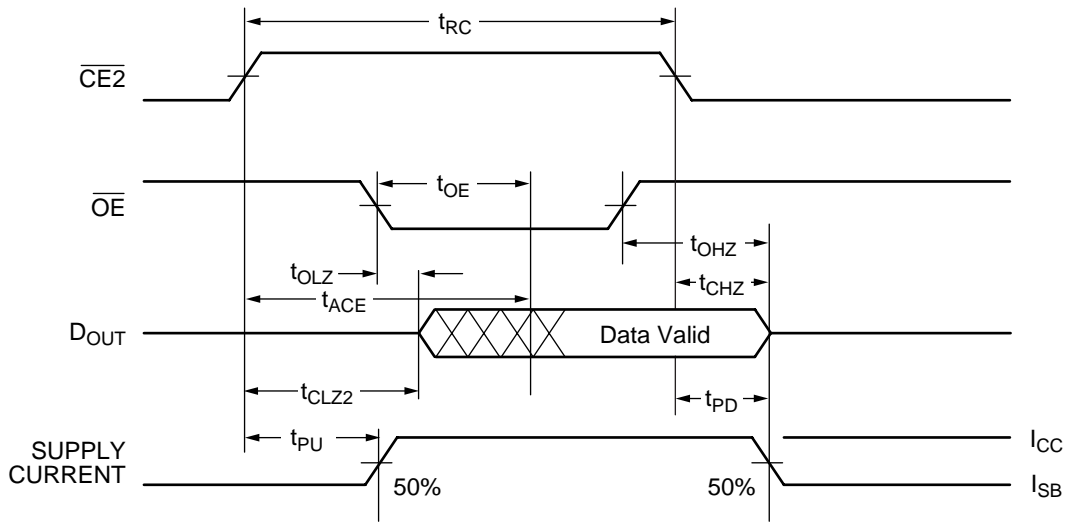 tRC
CE2
tOE
OE
tOHZ
tOLZ
tCHZ
tACE
DOUT
Data Valid
tCLZ2
tPD
tPU
SUPPLY
CURRENT
ICC
50%
50%
ISB